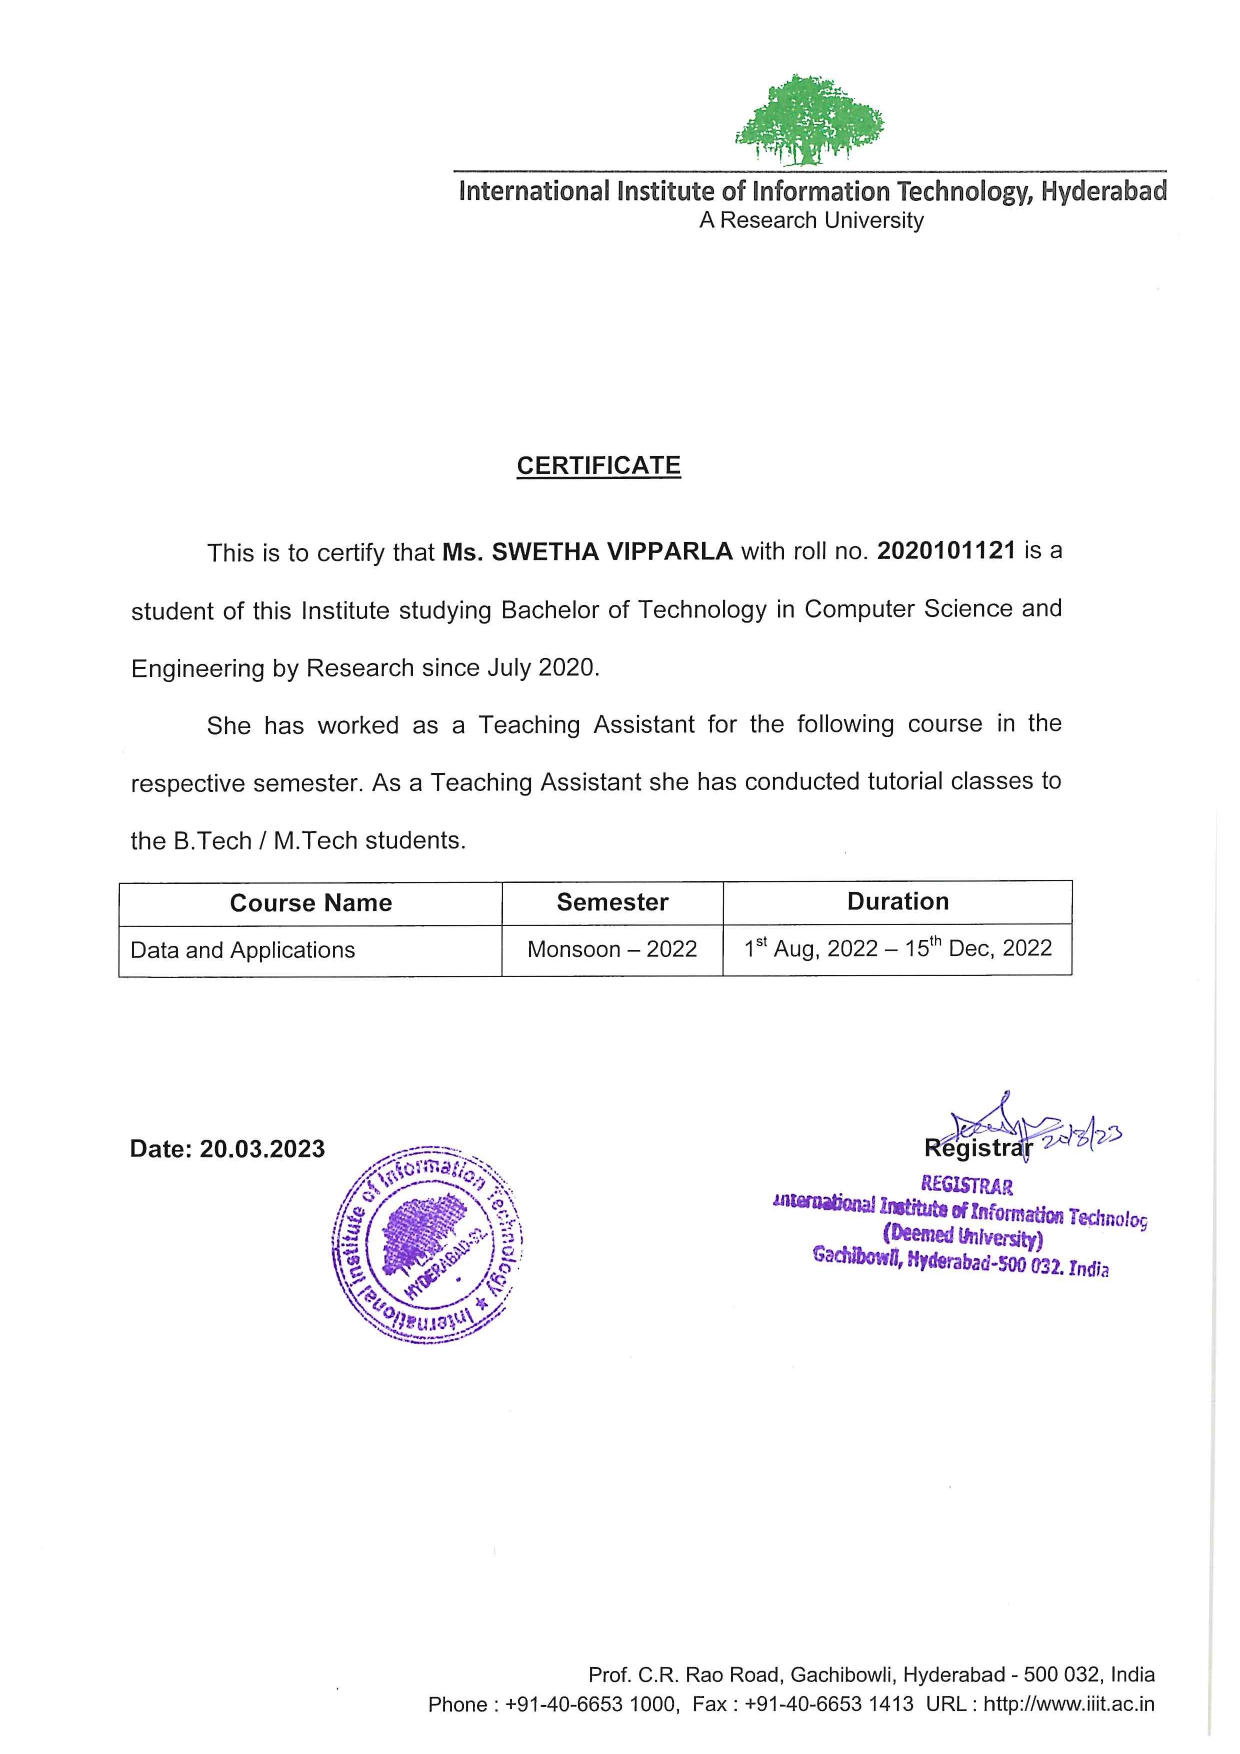 International Institute of Information Technology, Hyderabad
A Research University
CERTIFICATE
This is to certify that Ms. SWETHA VIPPARLA with roll no. 2020101121 is a
student of this Institute studying Bachelor of Technology in Computer Science and
Engineering by Research since July 2020.
She has worked as a Teaching Assistant for the following course in the
respective semester. As a Teaching Assistant she has conducted tutorial classes to
the B.Tech / M.Tech students.
Course Name Semester Duration
Data and Applications Monsoon – 2022 1st Aug, 2022 – 15th Dec, 2022
Date: 20.03.2023
20/3/23
Registrar
REGISTRAR
International Institute of Information Technolog
(Deemed University)
Gachibowli, Hyderabad-500 032. India
International Institute of Information Technology ★
HYDERABAD-32
Prof. C.R. Rao Road, Gachibowli, Hyderabad - 500 032, India
Phone : +91-40-6653 1000, Fax : +91-40-6653 1413 URL : http://www.iiit.ac.in